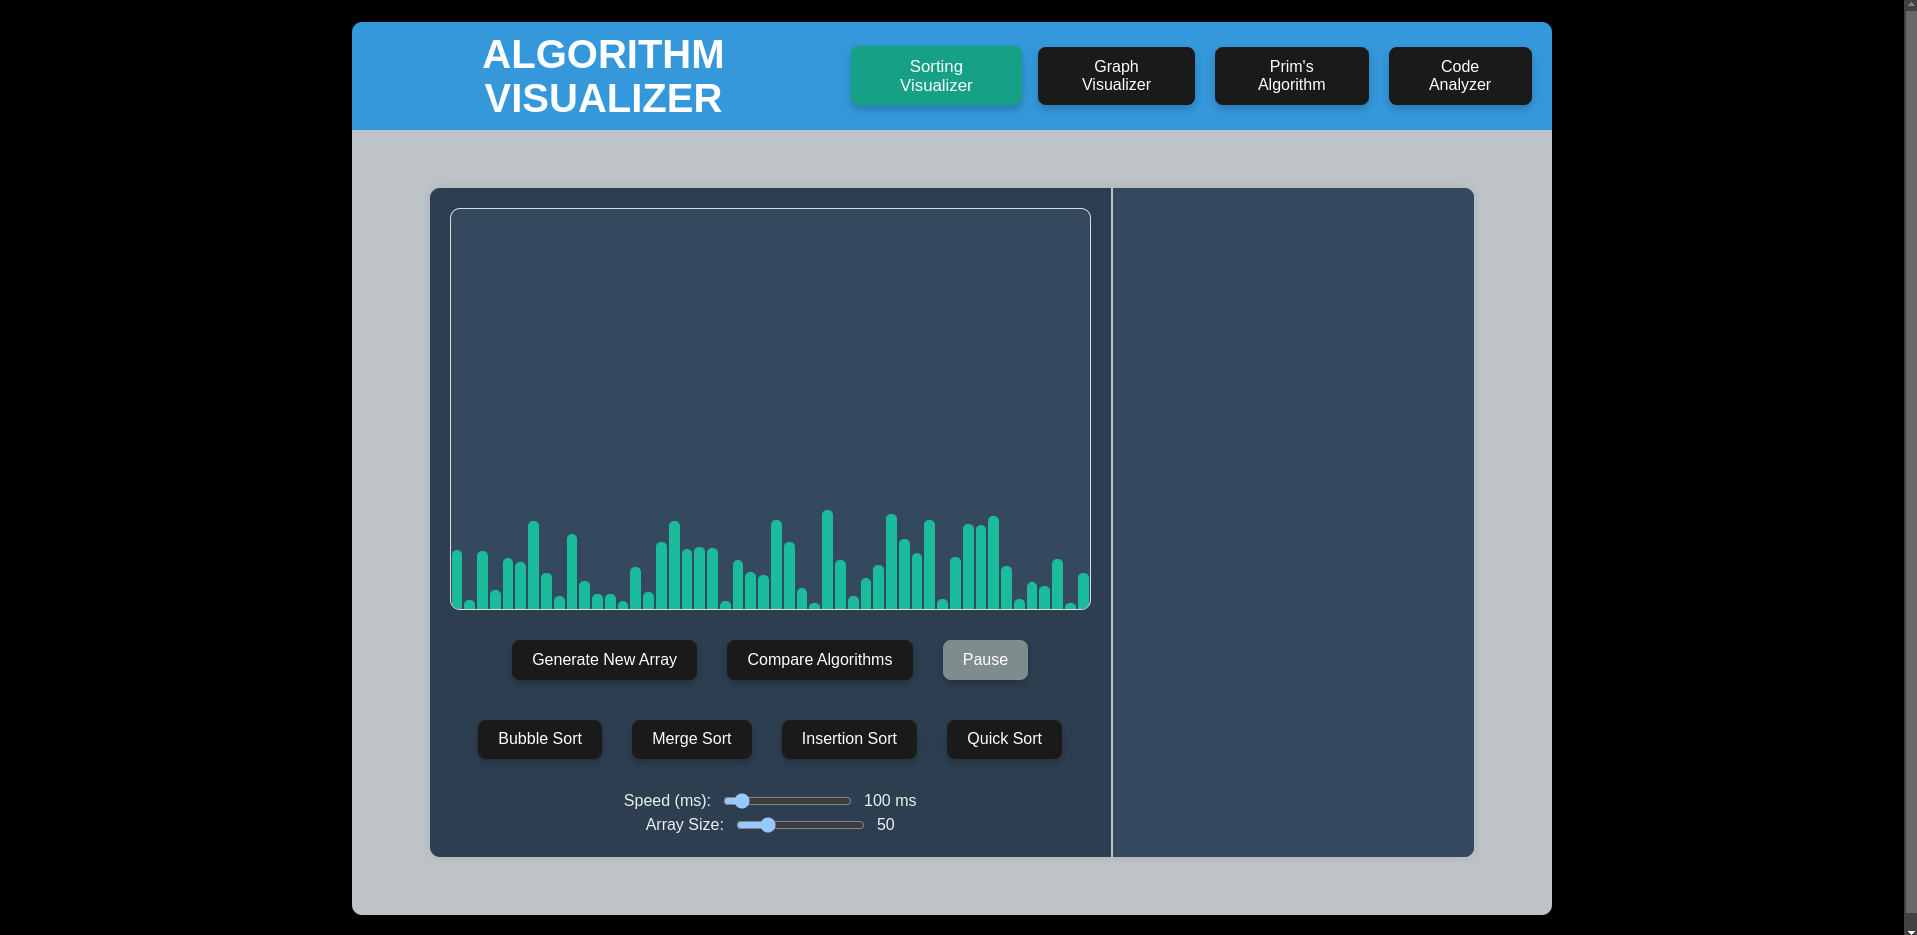 ALGORITHM
VISUALIZER
Sorting
Visualizer
Graph
Visualizer
Prim's
Algorithm
Code
Analyzer
Generate New Array
Compare Algorithms
Pause
Bubble Sort
Merge Sort
Insertion Sort
Quick Sort
Speed (ms): 100 ms
Array Size: 50